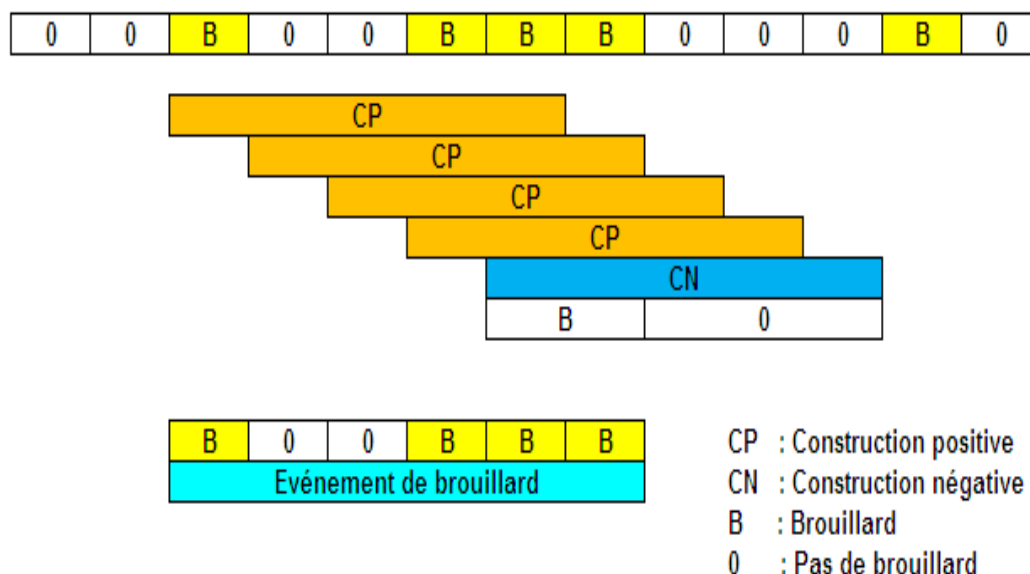 0 0 B 0 0 B B B 0 0 0 B 0
CP
CP
CP
CP
CN
B 0
B 0 0 B B B
Evénement de brouillard
CP : Construction positive
CN : Construction négative
B : Brouillard
0 : Pas de brouillard